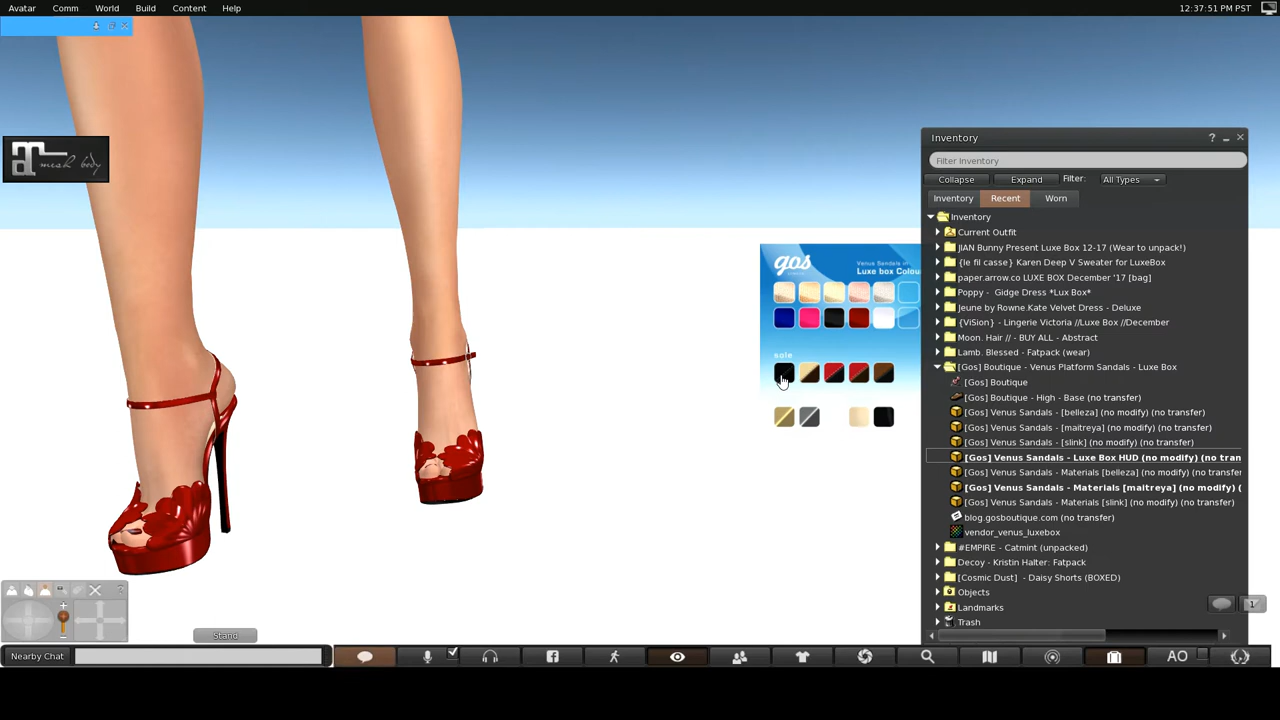 Avatar Comm World Build Content Help 12:37:51 PM PST
mesh body
gos
Venus Sandals in
Luxe box Colou
sole
Inventory
Filter Inventory
Collapse Expand Filter: All Types
Inventory Recent Worn
Inventory
Current Outfit
JIAN Bunny Present Luxe Box 12-17 (Wear to unpack!)
{le fil casse} Karen Deep V Sweater for LuxeBox
paper.arrow.co LUXE BOX December '17 [bag]
Poppy - Gidge Dress *Lux Box*
Jeune by Rowne.Kate Velvet Dress - Deluxe
{ViSion} - Lingerie Victoria //Luxe Box //December
Moon. Hair // - BUY ALL - Abstract
Lamb. Blessed - Fatpack (wear)
[Gos] Boutique - Venus Platform Sandals - Luxe Box
[Gos] Boutique
[Gos] Boutique - High - Base (no transfer)
[Gos] Venus Sandals - [belleza] (no modify) (no transfer)
[Gos] Venus Sandals - [maitreya] (no modify) (no transfer)
[Gos] Venus Sandals - [slink] (no modify) (no transfer)
[Gos] Venus Sandals - Luxe Box HUD (no modify) (no tran
[Gos] Venus Sandals - Materials [belleza] (no modify) (no transfer
[Gos] Venus Sandals - Materials [maitreya] (no modify) (
[Gos] Venus Sandals - Materials [slink] (no modify) (no transfer)
blog.gosboutique.com (no transfer)
vendor_venus_luxebox
#EMPIRE - Catmint (unpacked)
Decoy - Kristin Halter: Fatpack
[Cosmic Dust] - Daisy Shorts (BOXED)
Objects
Landmarks
Trash
1
Stand
Nearby Chat AO